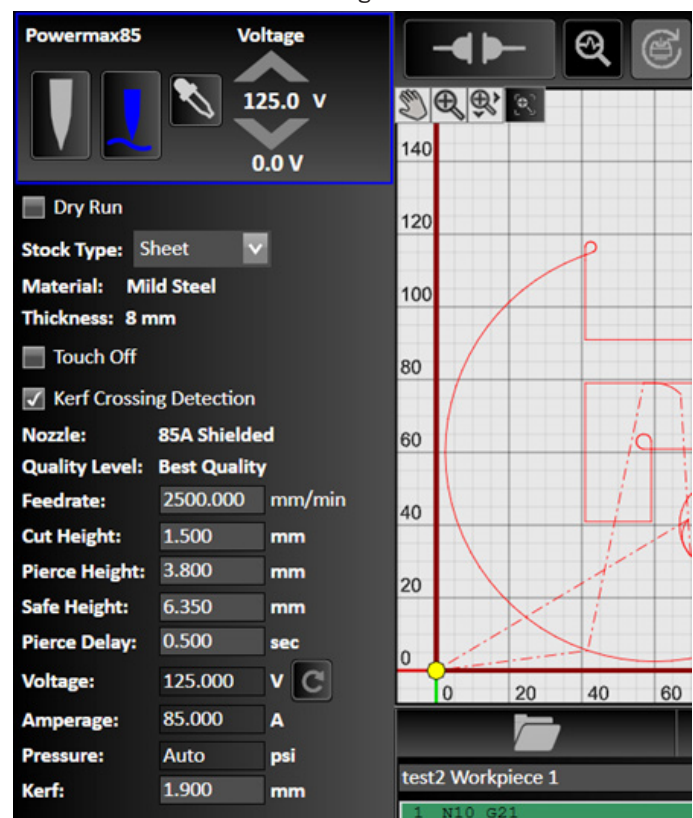 Powermax85 Voltage
125.0 V
0.0 V
Dry Run
Stock Type: Sheet
Material: Mild Steel
Thickness: 8 mm
Touch Off
Kerf Crossing Detection
Nozzle: 85A Shielded
Quality Level: Best Quality
Feedrate: 2500.000 mm/min
Cut Height: 1.500 mm
Pierce Height: 3.800 mm
Safe Height: 6.350 mm
Pierce Delay: 0.500 sec
Voltage: 125.000 V
Amperage: 85.000 A
Pressure: Auto psi
Kerf: 1.900 mm
140
120
100
80
60
40
20
0
0 20 40 60
test2 Workpiece 1
1 N10 G21